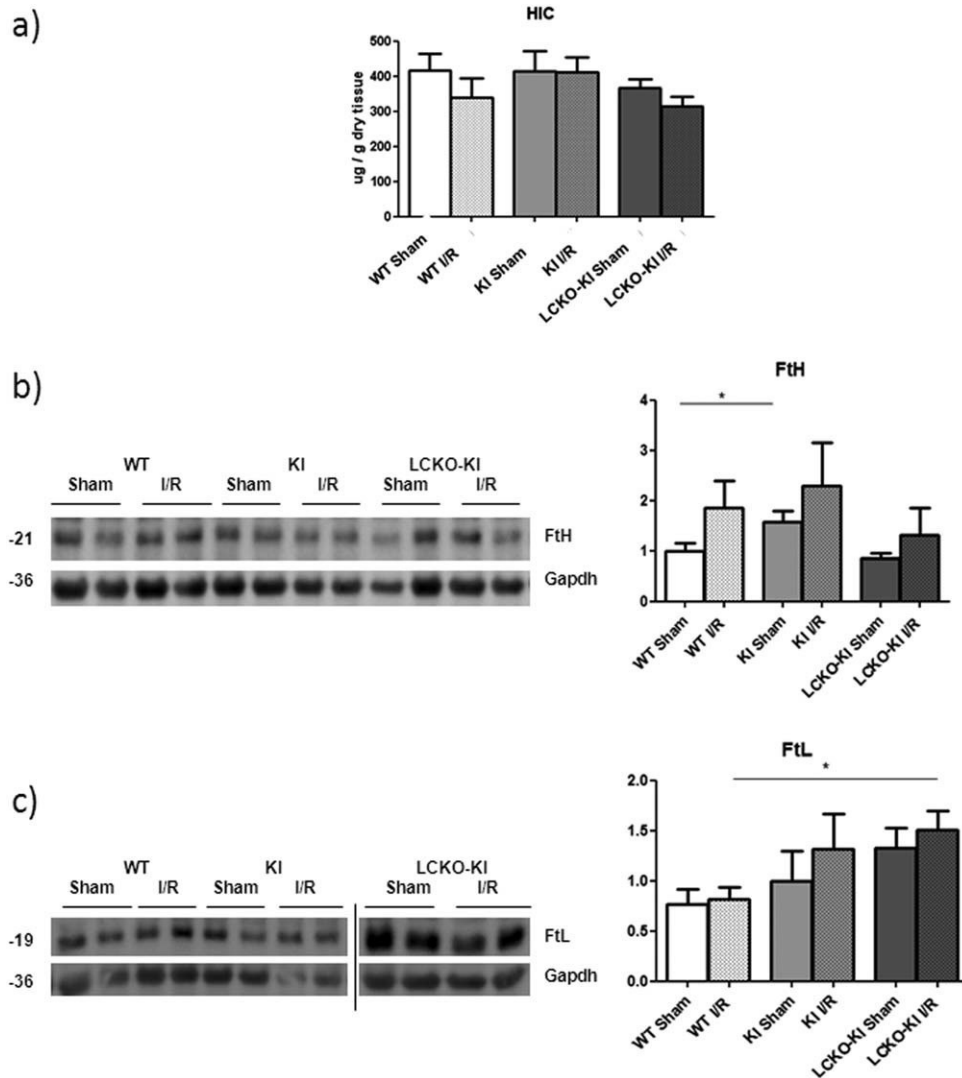 a)
HIC
ug / g dry tissue
500
400
300
200
100
0
WT Sham
WT I/R
KI Sham
KI I/R
LCKO-KI Sham
LCKO-KI I/R
b)
WT KI LCKO-KI
Sham I/R Sham I/R Sham I/R
-21 FtH
-36 Gapdh
FtH
*
4
3
2
1
0
WT Sham
WT I/R
KI Sham
KI I/R
LCKO-KI Sham
LCKO-KI I/R
c)
WT KI LCKO-KI
Sham I/R Sham I/R Sham I/R
-19 FtL
-36 Gapdh
FtL
*
2.0
1.5
1.0
0.5
0.0
WT Sham
WT I/R
KI Sham
KI I/R
LCKO-KI Sham
LCKO-KI I/R